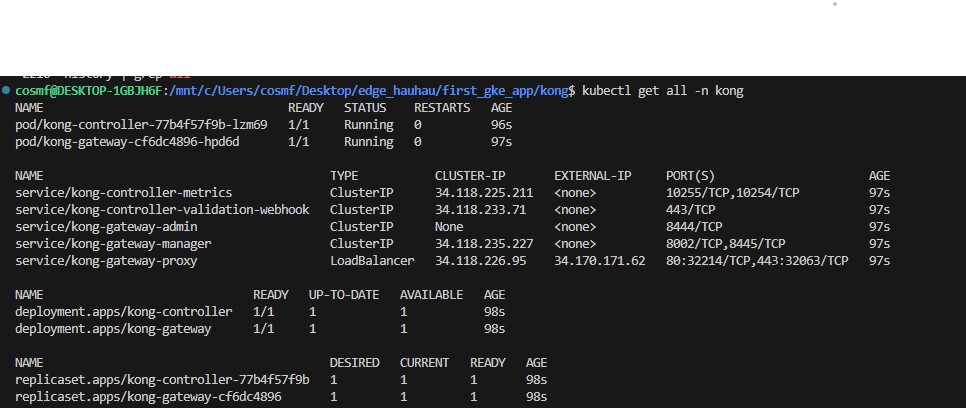 cosmf@DESKTOP-1GBJH6F:/mnt/c/Users/cosmf/Desktop/edge_hauhau/first_gke_app/kong$ kubectl get all -n kong
NAME READY STATUS RESTARTS AGE
pod/kong-controller-77b4f57f9b-lzm69 1/1 Running 0 96s
pod/kong-gateway-cf6dc4896-hpd6d 1/1 Running 0 97s
NAME TYPE CLUSTER-IP EXTERNAL-IP PORT(S) AGE
service/kong-controller-metrics ClusterIP 34.118.225.211 <none> 10255/TCP,10254/TCP 97s
service/kong-controller-validation-webhook ClusterIP 34.118.233.71 <none> 443/TCP 97s
service/kong-gateway-admin ClusterIP None <none> 8444/TCP 97s
service/kong-gateway-manager ClusterIP 34.118.235.227 <none> 8002/TCP,8445/TCP 97s
service/kong-gateway-proxy LoadBalancer 34.118.226.95 34.170.171.62 80:32214/TCP,443:32063/TCP 97s
NAME READY UP-TO-DATE AVAILABLE AGE
deployment.apps/kong-controller 1/1 1 1 98s
deployment.apps/kong-gateway 1/1 1 1 98s
NAME DESIRED CURRENT READY AGE
replicaset.apps/kong-controller-77b4f57f9b 1 1 1 98s
replicaset.apps/kong-gateway-cf6dc4896 1 1 1 98s